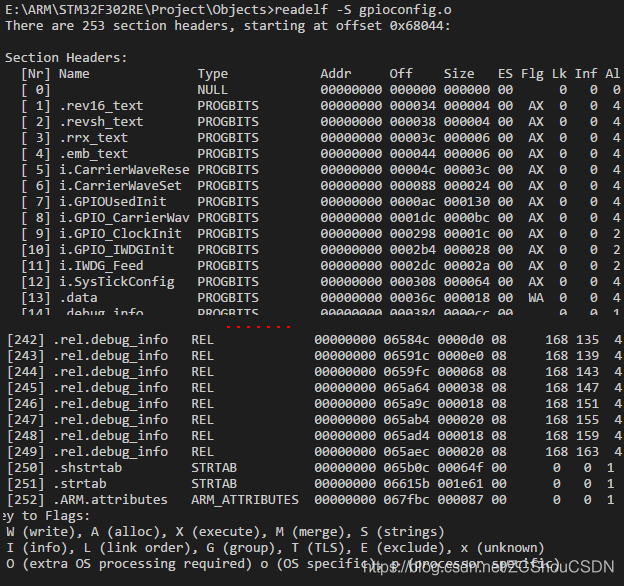 E:\ARM\STM32F302RE\Project\Objects>readelf -S gpioconfig.o
There are 253 section headers, starting at offset 0x68044:
Section Headers:
[Nr] Name Type Addr Off Size ES Flg Lk Inf Al
[ 0] NULL 00000000 000000 000000 00 0 0 0
[ 1] .rev16_text PROGBITS 00000000 000034 000004 00 AX 0 0 4
[ 2] .revsh_text PROGBITS 00000000 000038 000004 00 AX 0 0 4
[ 3] .rrx_text PROGBITS 00000000 00003c 000006 00 AX 0 0 4
[ 4] .emb_text PROGBITS 00000000 000044 000006 00 AX 0 0 4
[ 5] i.CarrierWaveRese PROGBITS 00000000 00004c 00003c 00 AX 0 0 4
[ 6] i.CarrierWaveSet PROGBITS 00000000 000088 000024 00 AX 0 0 4
[ 7] i.GPIOUsedInit PROGBITS 00000000 0000ac 000130 00 AX 0 0 4
[ 8] i.GPIO_CarrierWav PROGBITS 00000000 0001dc 0000bc 00 AX 0 0 4
[ 9] i.GPIO_ClockInit PROGBITS 00000000 000298 00001c 00 AX 0 0 2
[10] i.GPIO_IWDGInit PROGBITS 00000000 0002b4 000028 00 AX 0 0 2
[11] i.IWDG_Feed PROGBITS 00000000 0002dc 00002a 00 AX 0 0 2
[12] i.SysTickConfig PROGBITS 00000000 000308 000064 00 AX 0 0 4
[13] .data PROGBITS 00000000 00036c 000018 00 WA 0 0 4
[14] .debug_info PROGBITS 00000000 000384 0000cc 00 0 0 1
.......
[242] .rel.debug_info REL 00000000 06584c 0000d0 08 168 135 4
[243] .rel.debug_info REL 00000000 06591c 0000e0 08 168 139 4
[244] .rel.debug_info REL 00000000 0659fc 000068 08 168 143 4
[245] .rel.debug_info REL 00000000 065a64 000038 08 168 147 4
[246] .rel.debug_info REL 00000000 065a9c 000018 08 168 151 4
[247] .rel.debug_info REL 00000000 065ab4 000020 08 168 155 4
[248] .rel.debug_info REL 00000000 065ad4 000018 08 168 159 4
[249] .rel.debug_info REL 00000000 065aec 000020 08 168 163 4
[250] .shstrtab STRTAB 00000000 065b0c 00064f 00 0 0 1
[251] .strtab STRTAB 00000000 06615b 001e61 00 0 0 1
[252] .ARM.attributes ARM_ATTRIBUTES 00000000 067fbc 000087 00 0 0 1
ey to Flags:
W (write), A (alloc), X (execute), M (merge), S (strings)
I (info), L (link order), G (group), T (TLS), E (exclude), x (unknown)
O (extra OS processing required) o (OS specific), p (processor specific)